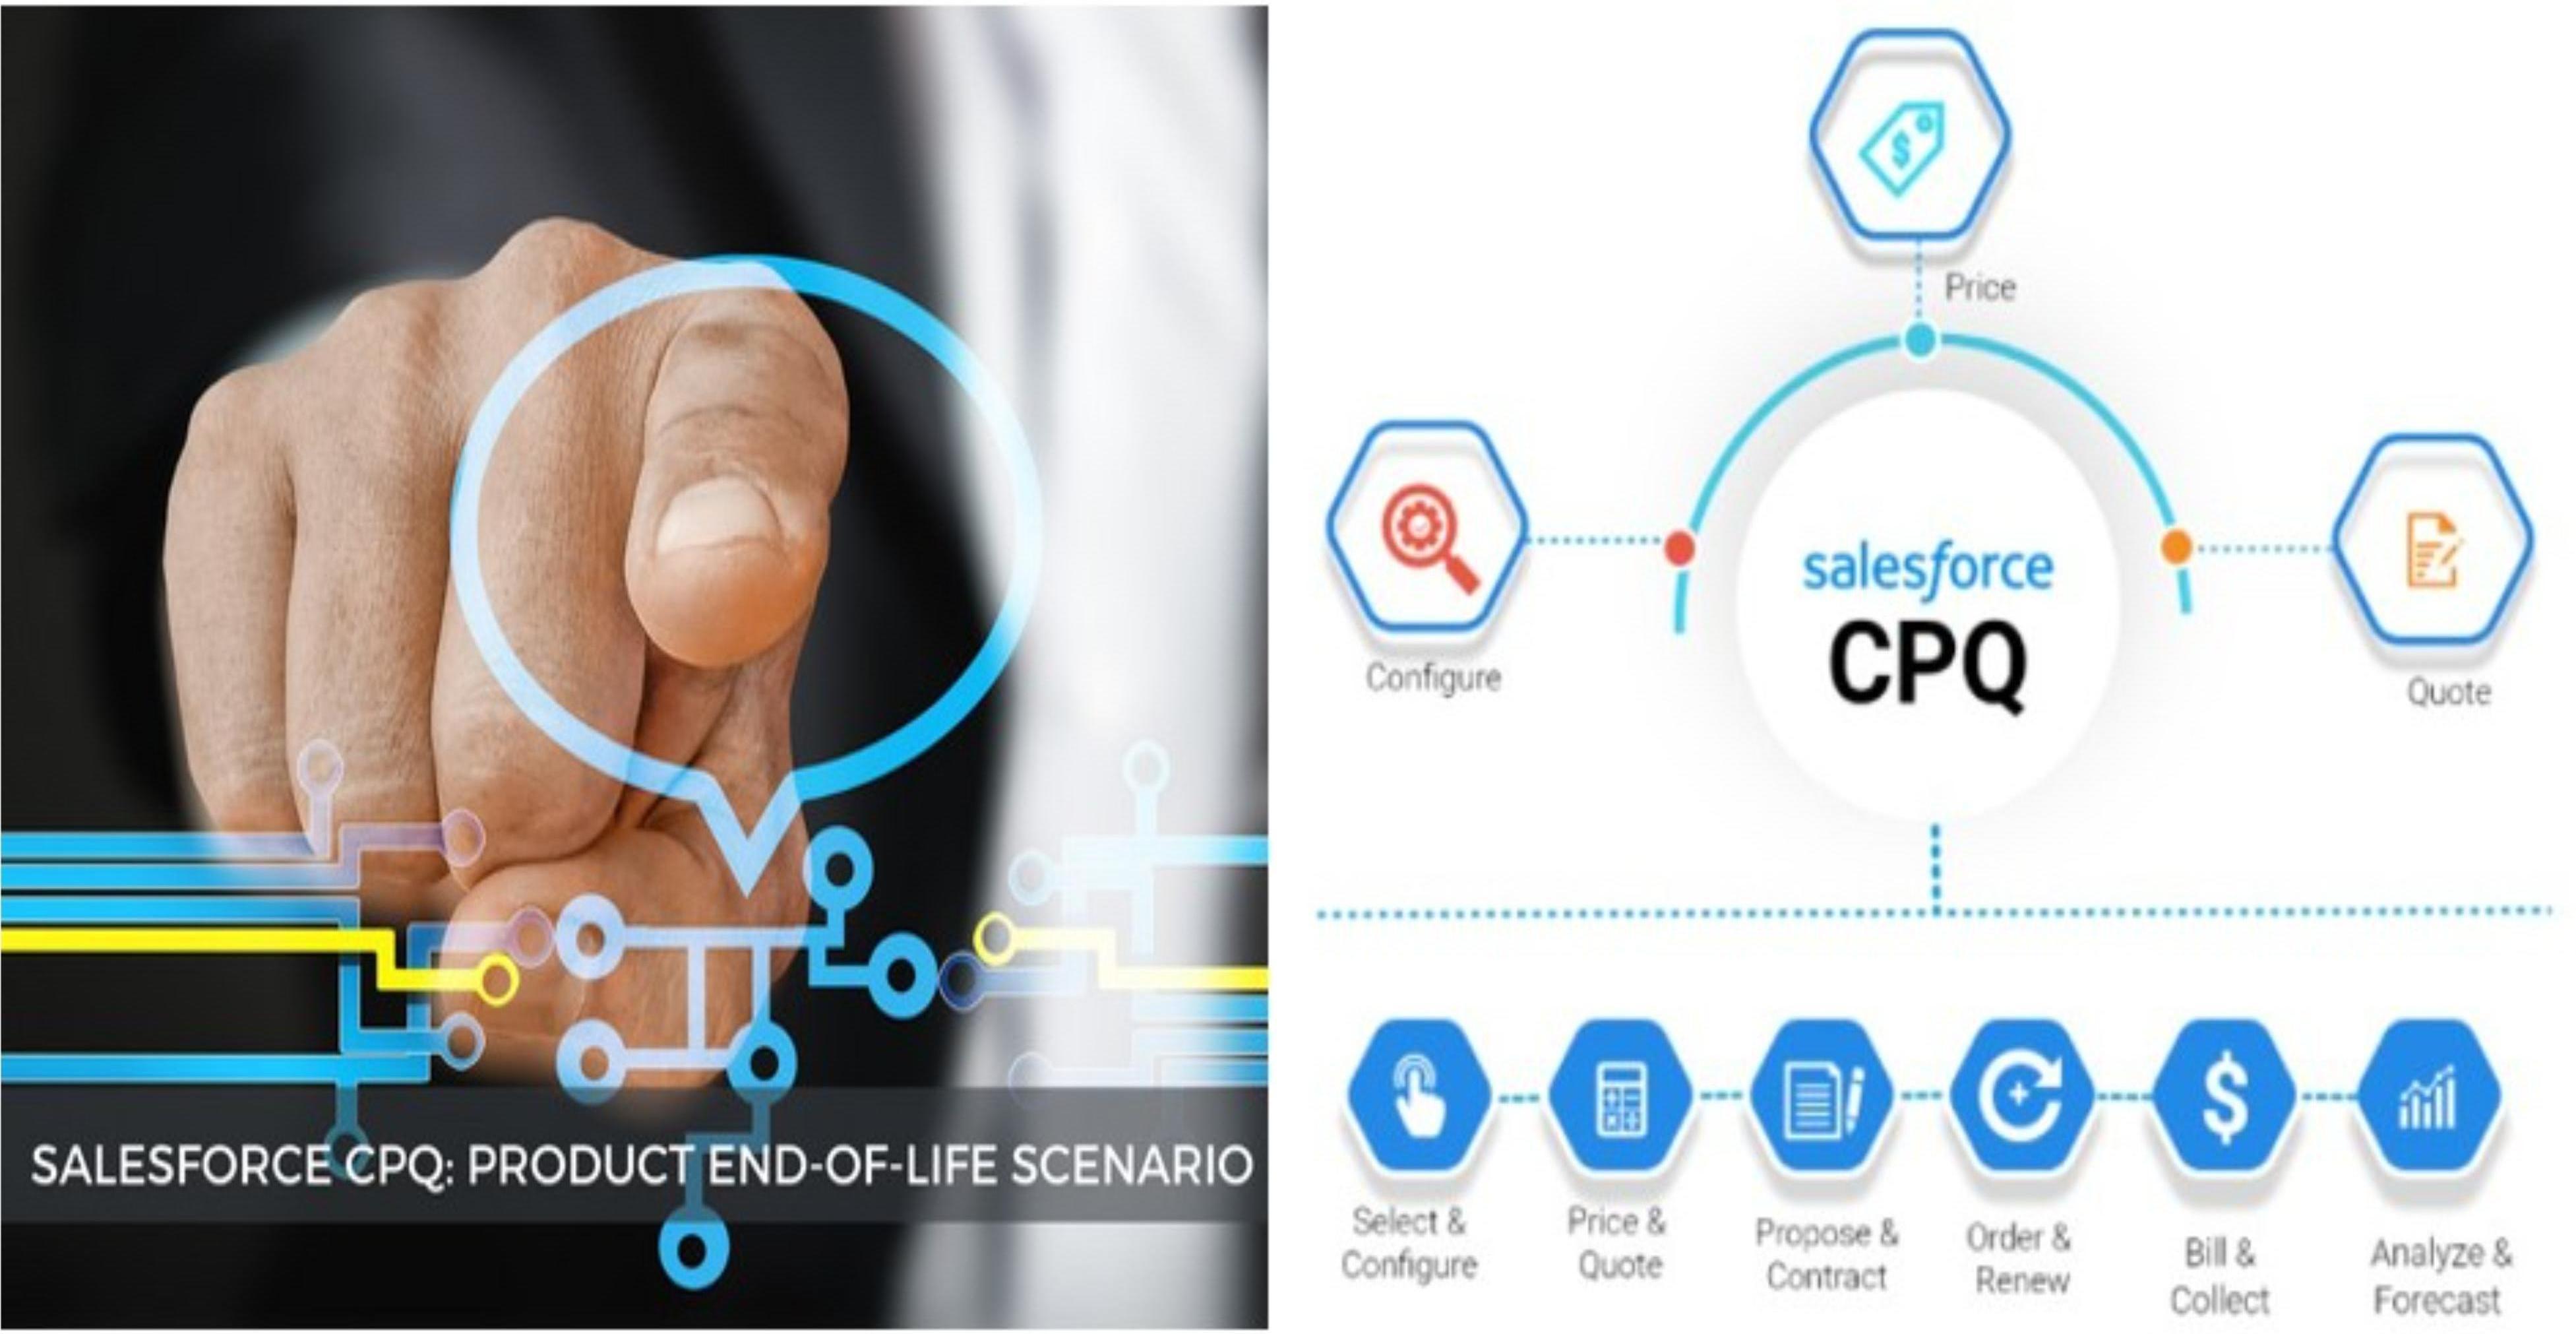 SALESFORCE CPQ: PRODUCT END-OF-LIFE SCENARIO
Price
Configure
salesforce
CPQ
Quote
Select &
Configure
Price &
Quote
Propose &
Contract
Order &
Renew
Bill &
Collect
Analyze &
Forecast